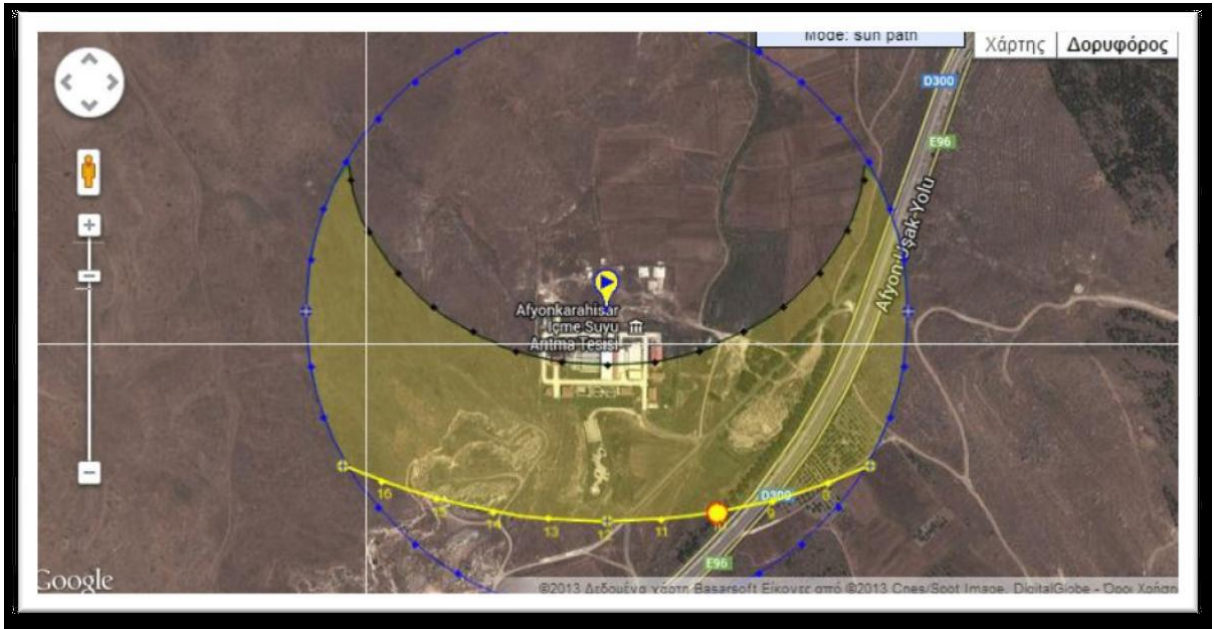 Mode: sun path
Χάρτης
Δορυφόρος
D300
E96
Afyon-Uşak-Yolu
Afyonkarahisar
İçme Suyu
Arıtma Tesisi
16
15
14
13
12
11
10
9
8
D300
E96
Google
©2013 Δεδομένα χάρτη Basarsoft Εικόνες από ©2013 Cnes/Spot Image, DigitalGlobe - Όροι Χρήση